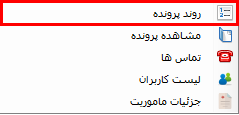 روند پرونده
مشاهده پرونده
تماس ها
لیست کاربران
جزئیات ماموریت